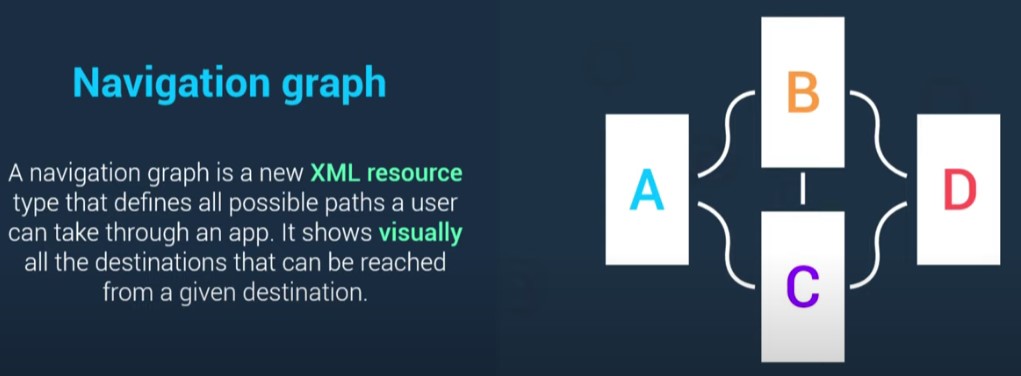 Navigation graph
A navigation graph is a new XML resource
type that defines all possible paths a user
can take through an app. It shows visually
all the destinations that can be reached
from a given destination.
A
B
C
D